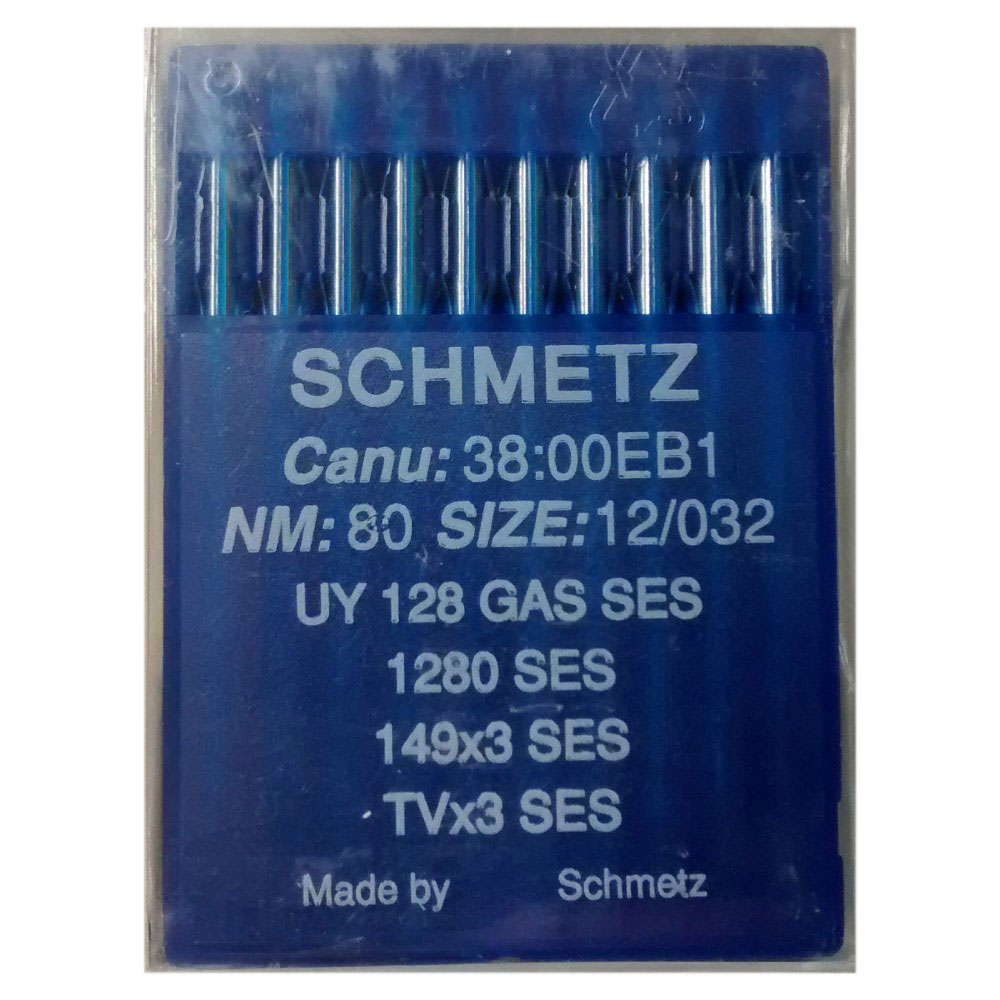 SCHMETZ
Canu: 38:00EB1
NM: 80 SIZE: 12/032
UY 128 GAS SES
1280 SES
149x3 SES
TVx3 SES
Made by Schmetz